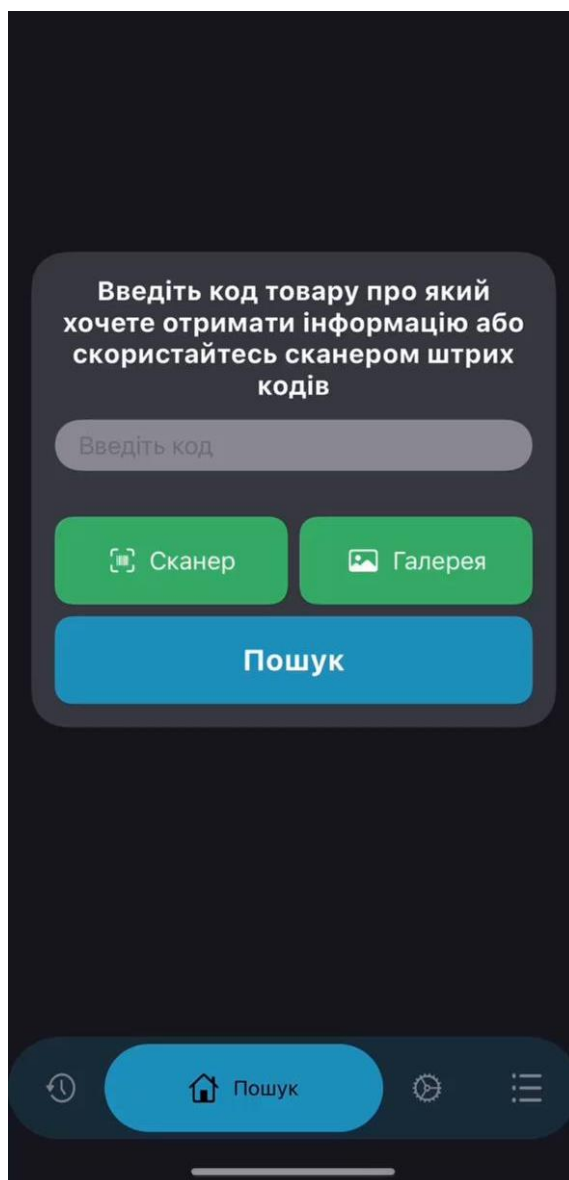 Введіть код товару про який
хочете отримати інформацію або
скористайтесь сканером штрих
кодів
Введіть код
Сканер
Галерея
Пошук
Пошук